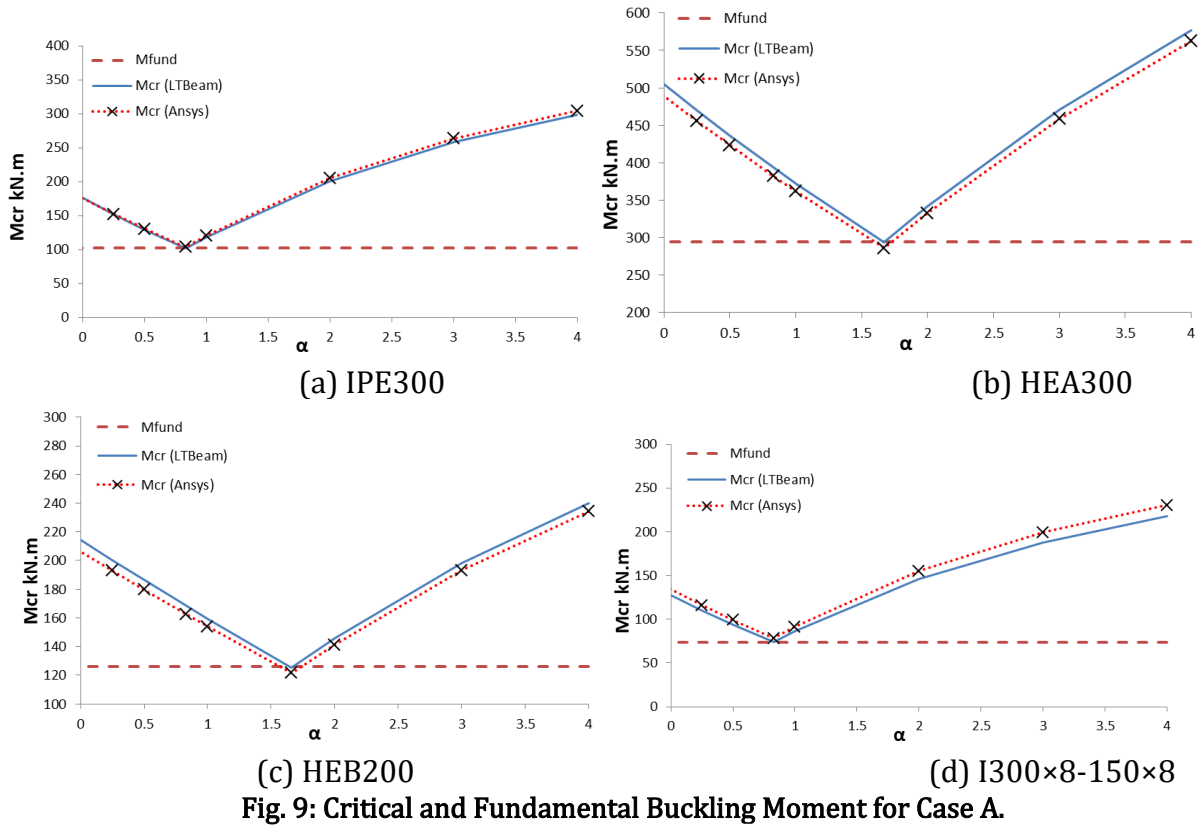 Mfund
Mcr (LTBeam)
Mcr (Ansys)
Mcr kN.m
400
350
300
250
200
150
100
50
0
0 0.5 1 1.5 2 2.5 3 3.5 4
α
(a) IPE300
Mfund
Mcr (LTBeam)
Mcr (Ansys)
Mcr kN.m
600
550
500
450
400
350
300
250
200
0 0.5 1 1.5 2 2.5 3 3.5 4
α
(b) HEA300
Mfund
Mcr (LTBeam)
Mcr (Ansys)
Mcr kN.m
300
280
260
240
220
200
180
160
140
120
100
0 0.5 1 1.5 2 2.5 3 3.5 4
α
(c) HEB200
Mfund
Mcr (LTBeam)
Mcr (Ansys)
Mcr kN.m
300
250
200
150
100
50
0
0 0.5 1 1.5 2 2.5 3 3.5 4
α
(d) I300×8-150×8
Fig. 9: Critical and Fundamental Buckling Moment for Case A.